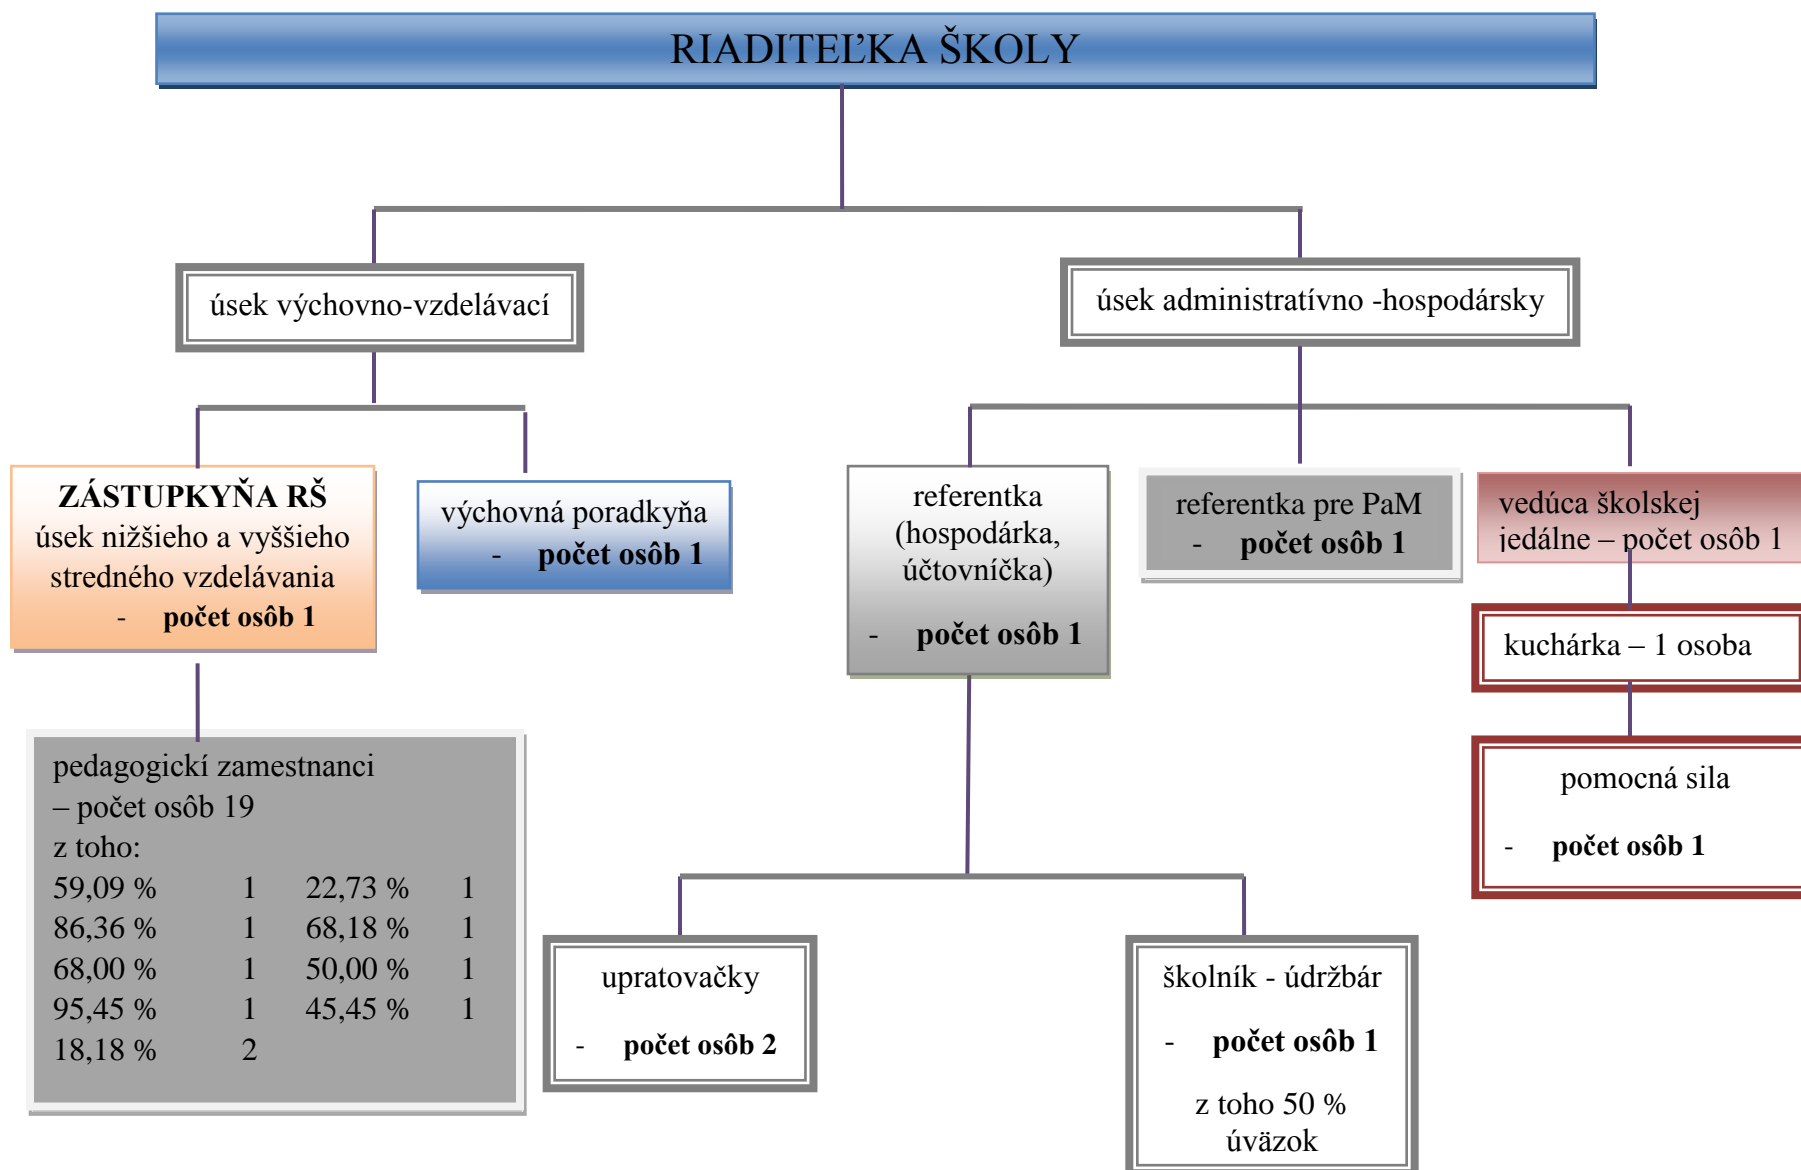 RIADITEĽKA ŠKOLY
úsek výchovno-vzdelávací
úsek administratívno -hospodársky
ZÁSTUPKYŇA RŠ
úsek nižšieho a vyššieho
stredného vzdelávania
- počet osôb 1
výchovná poradkyňa
- počet osôb 1
referentka
(hospodárka,
účtovníčka)
- počet osôb 1
referentka pre PaM
- počet osôb 1
vedúca školskej
jedálne – počet osôb 1
kuchárka – 1 osoba
pomocná sila
- počet osôb 1
pedagogickí zamestnanci
– počet osôb 19
z toho:
59,09 % 1 22,73 % 1
86,36 % 1 68,18 % 1
68,00 % 1 50,00 % 1
95,45 % 1 45,45 % 1
18,18 % 2
upratovačky
- počet osôb 2
školník - údržbár
- počet osôb 1
z toho 50 %
úväzok